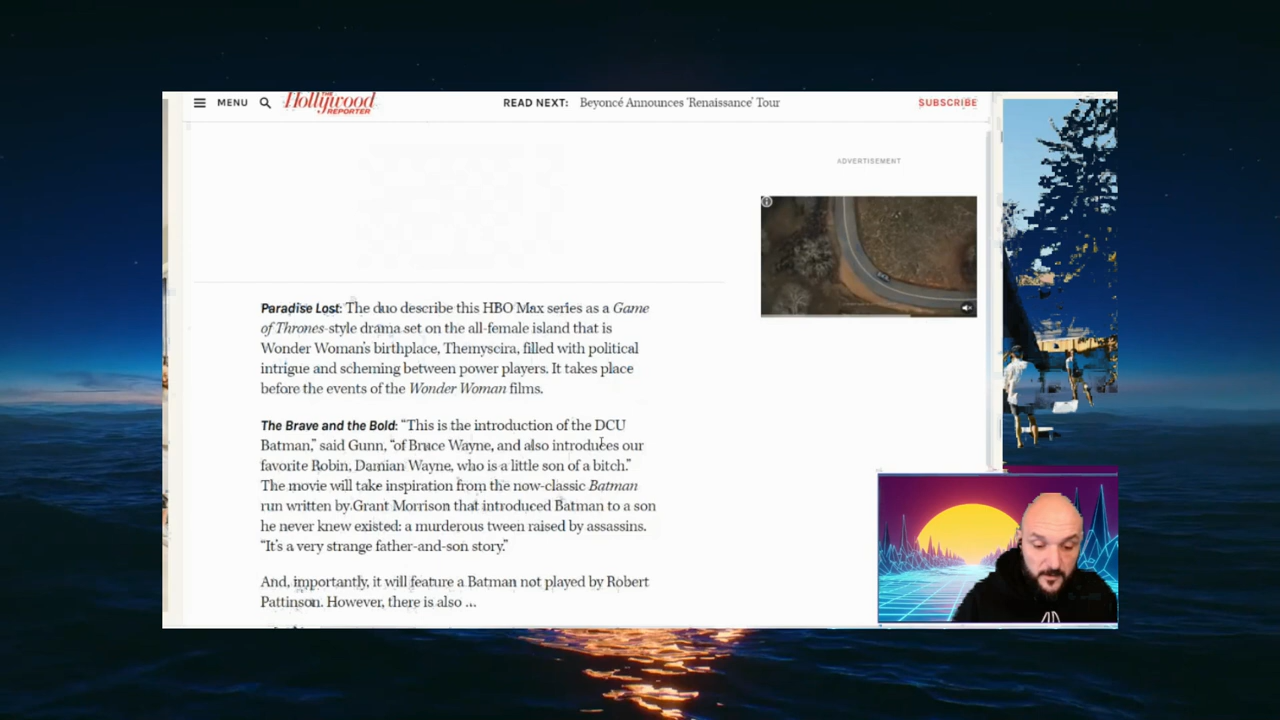 MENU
THE
Hollywood
REPORTER
READ NEXT: Beyoncé Announces 'Renaissance' Tour
SUBSCRIBE
ADVERTISEMENT
Paradise Lost: The duo describe this HBO Max series as a Game
of Thrones-style drama set on the all-female island that is
Wonder Woman's birthplace, Themyscira, filled with political
intrigue and scheming between power players. It takes place
before the events of the Wonder Woman films.
The Brave and the Bold: “This is the introduction of the DCU
Batman,” said Gunn, “of Bruce Wayne, and also introduces our
favorite Robin, Damian Wayne, who is a little son of a bitch.”
The movie will take inspiration from the now-classic Batman
run written by Grant Morrison that introduced Batman to a son
he never knew existed: a murderous tween raised by assassins.
“It's a very strange father-and-son story.”
And, importantly, it will feature a Batman not played by Robert
Pattinson. However, there is also ...